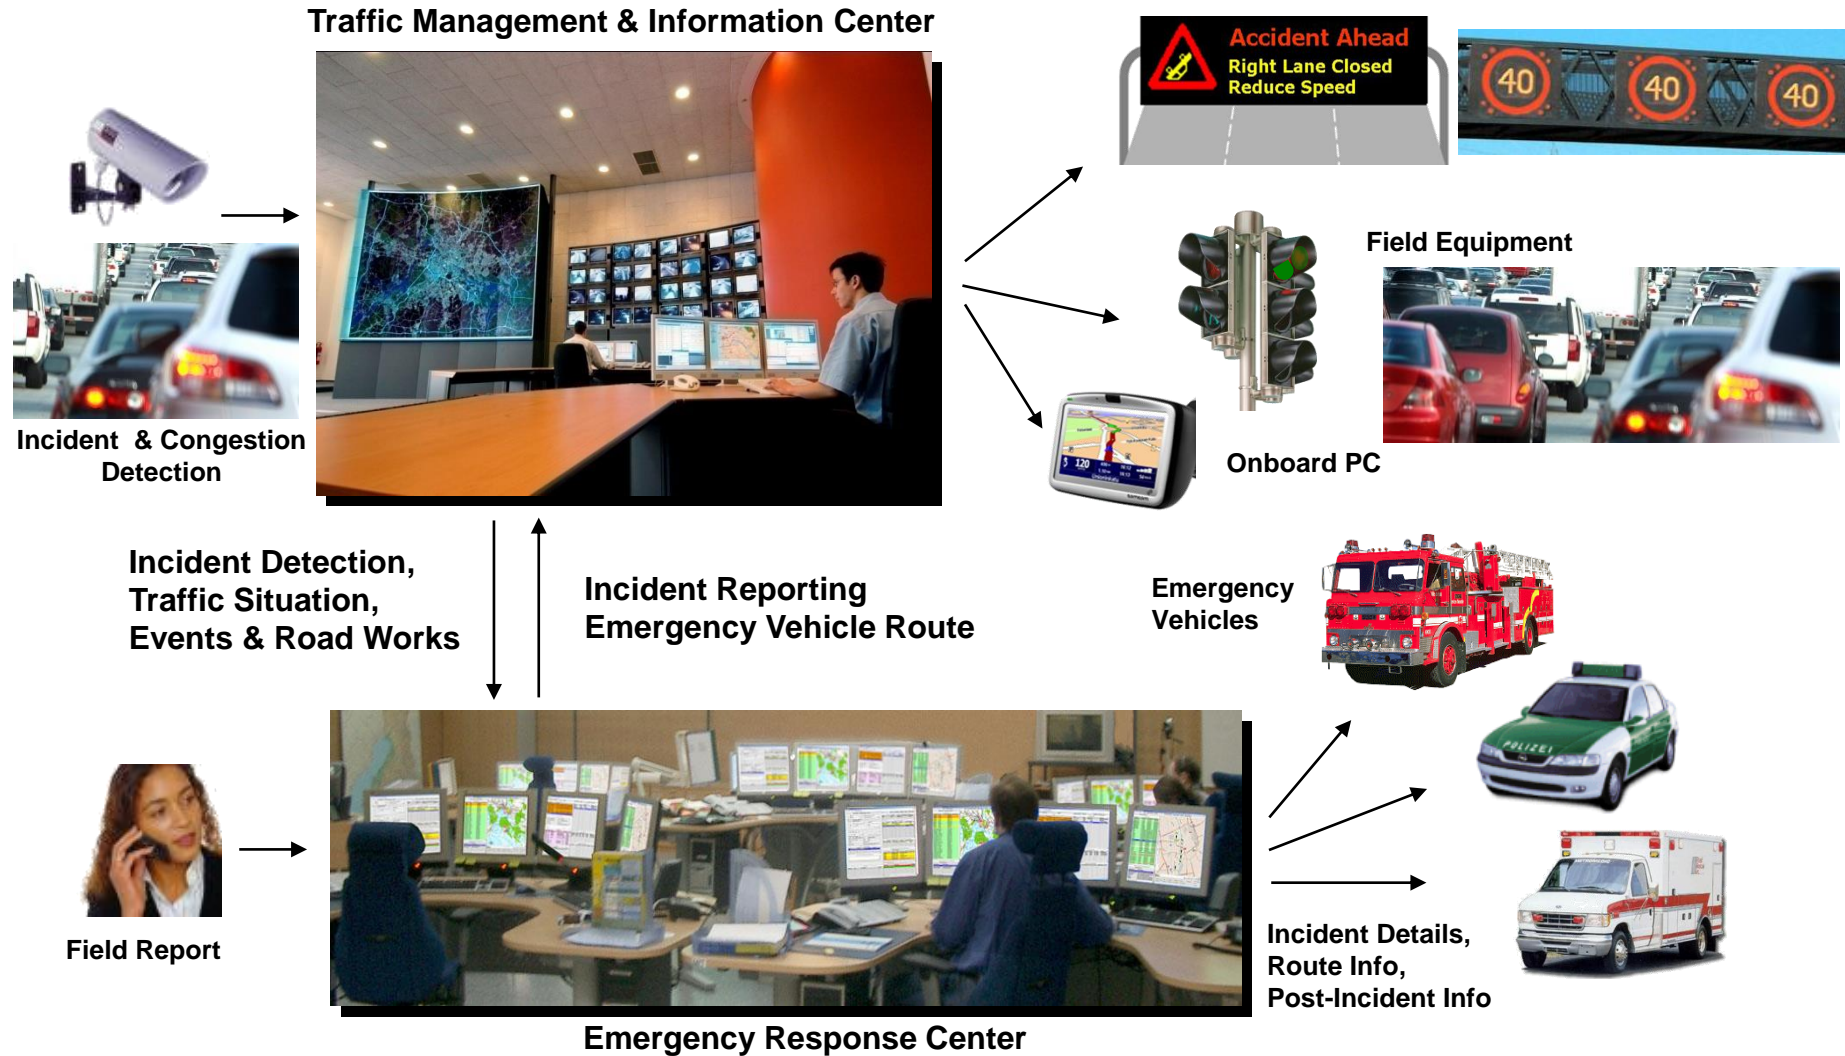 Traffic Management & Information Center
Accident Ahead
Right Lane Closed
Reduce Speed
40
40
40
Field Equipment
Incident & Congestion
Detection
Onboard PC
120
Incident Detection,
Traffic Situation,
Events & Road Works
Incident Reporting
Emergency Vehicle Route
Emergency
Vehicles
POLIZEI
Field Report
Incident Details,
Route Info,
Post-Incident Info
Emergency Response Center